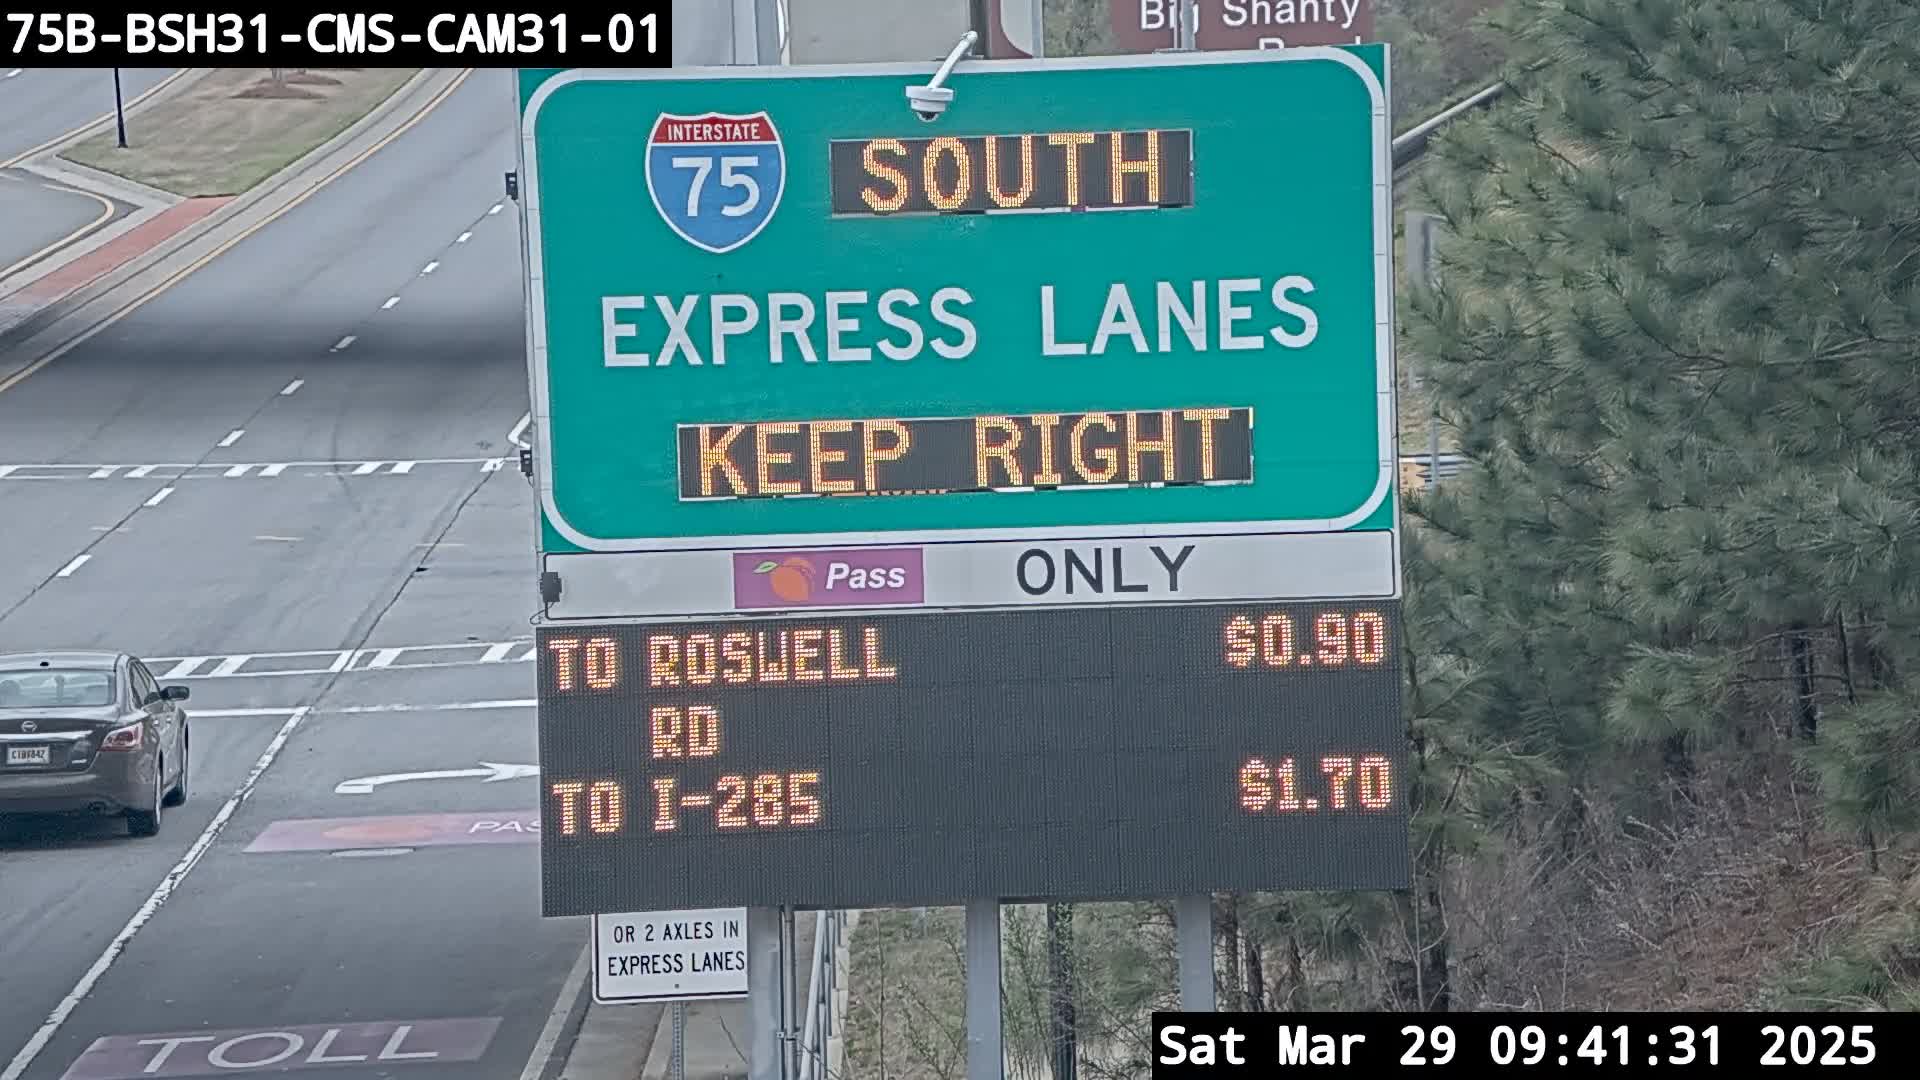 75B-BSH31-CMS-CAM31-01
Big Shanty
INTERSTATE
75
SOUTH
EXPRESS LANES
KEEP RIGHT
Pass
ONLY
TO ROSWELL $0.90
RD
TO I-285 $1.70
OR 2 AXLES IN
EXPRESS LANES
TOLL
Sat Mar 29 09:41:31 2025